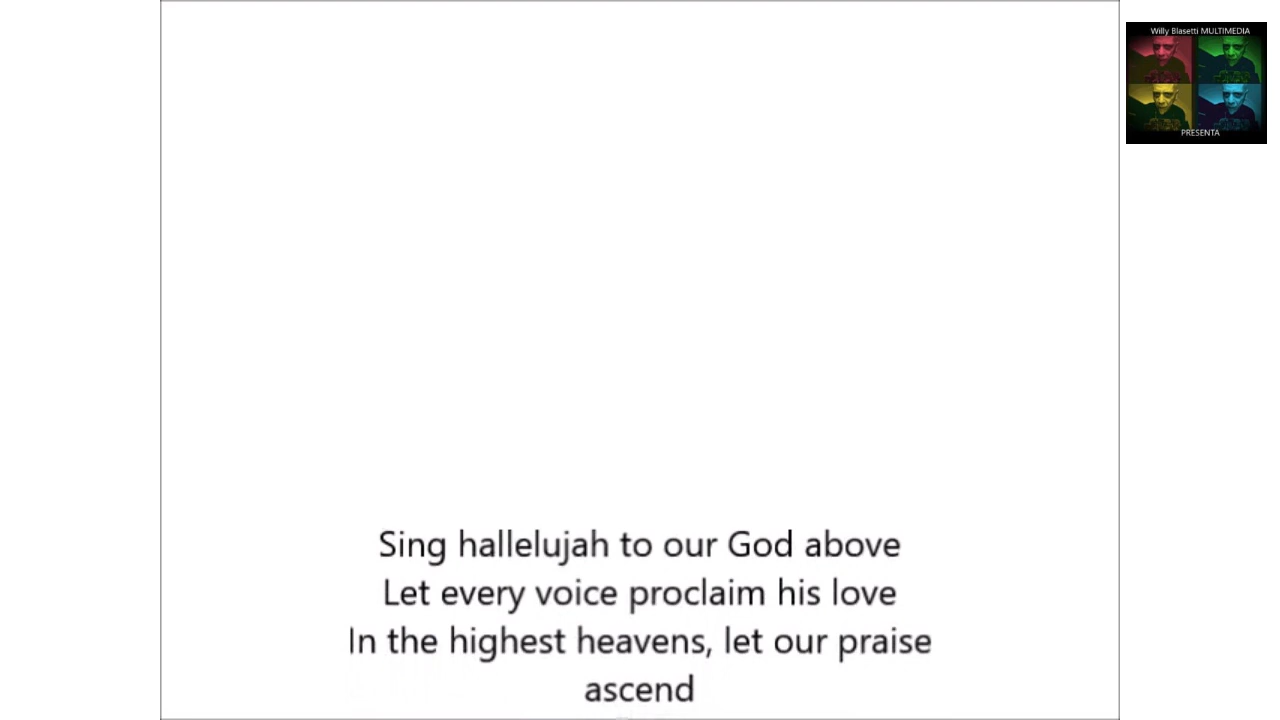 Willy Blasetti MULTIMEDIA
PRESENTA
Sing hallelujah to our God above
Let every voice proclaim his love
In the highest heavens, let our praise
ascend